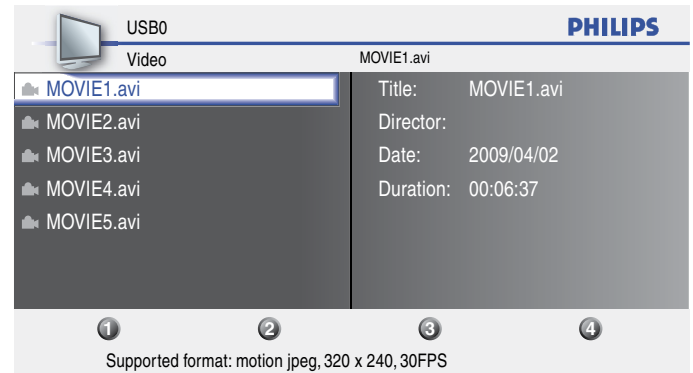 USB0
PHILIPS
Video
MOVIE1.avi
MOVIE1.avi
MOVIE2.avi
MOVIE3.avi
MOVIE4.avi
MOVIE5.avi
Title: MOVIE1.avi
Director:
Date: 2009/04/02
Duration: 00:06:37
1 2 3 4
Supported format: motion jpeg, 320 x 240, 30FPS